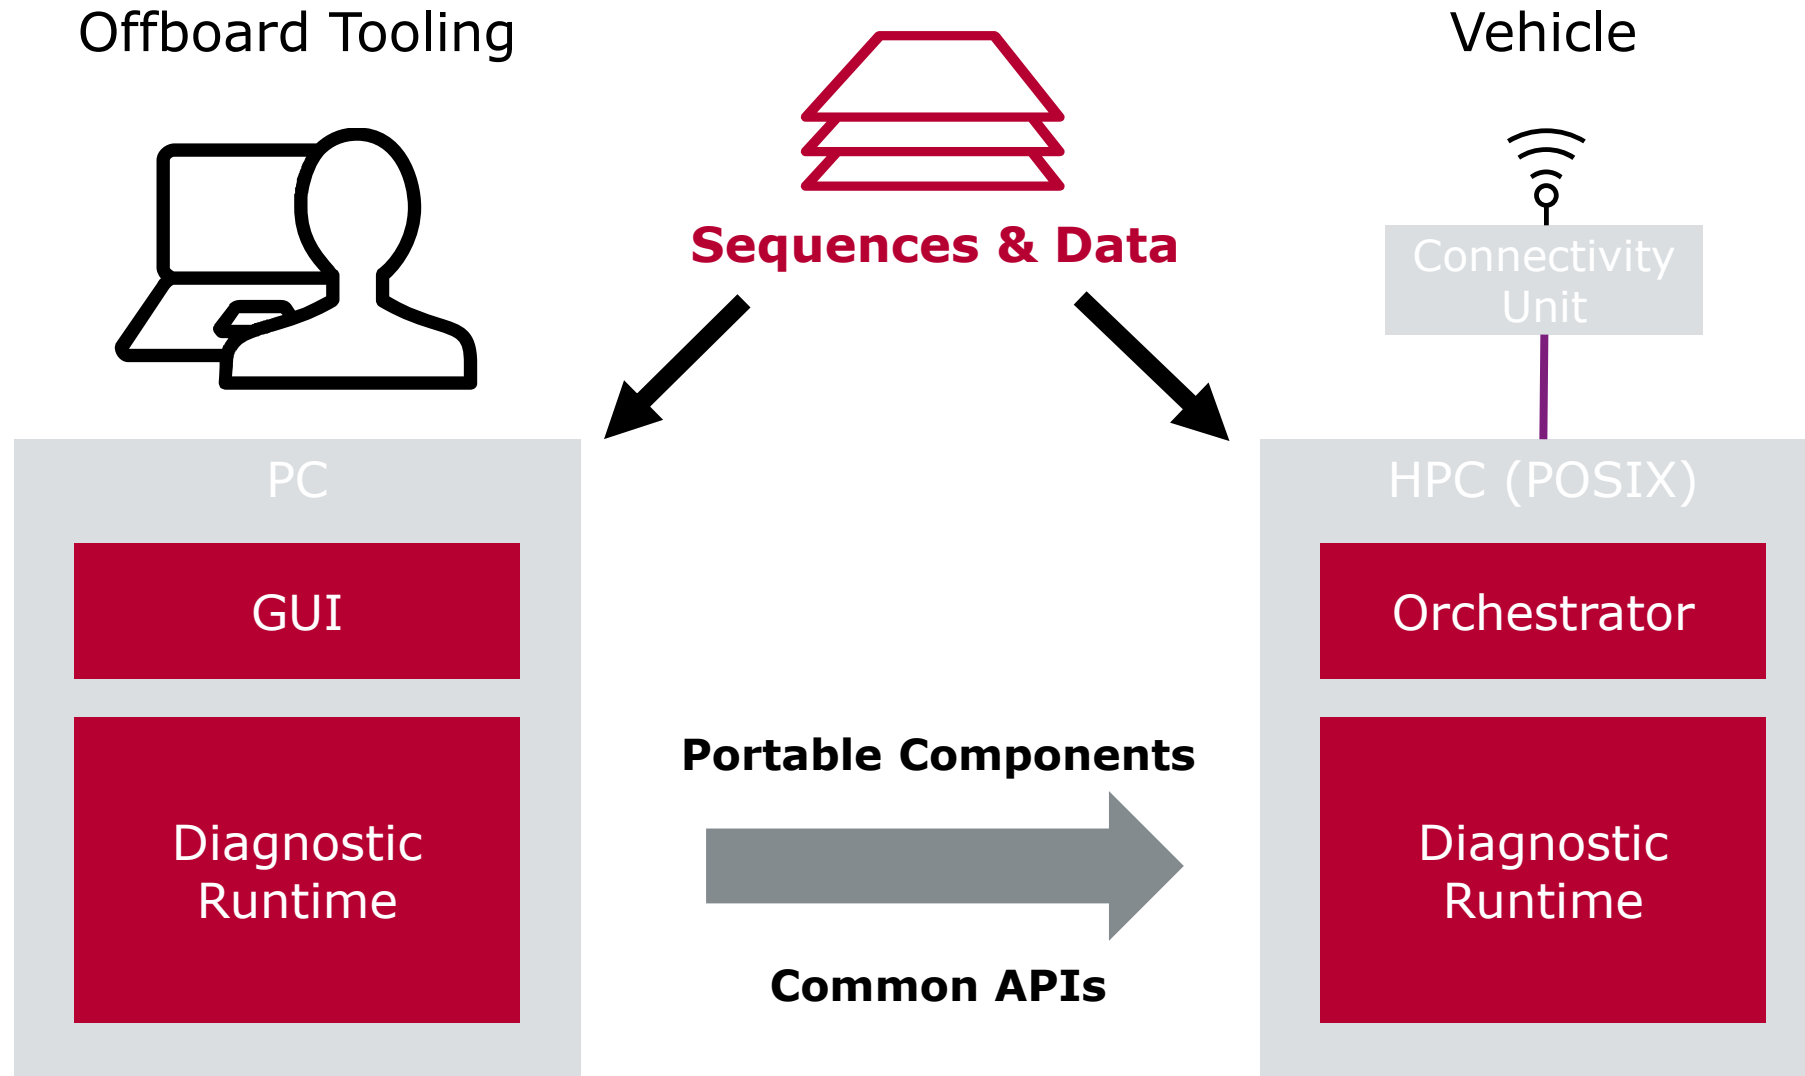 Offboard Tooling
Vehicle
Sequences & Data
Connectivity
Unit
PC
HPC (POSIX)
GUI
Orchestrator
Portable Components
Diagnostic
Runtime
Diagnostic
Runtime
Common APIs